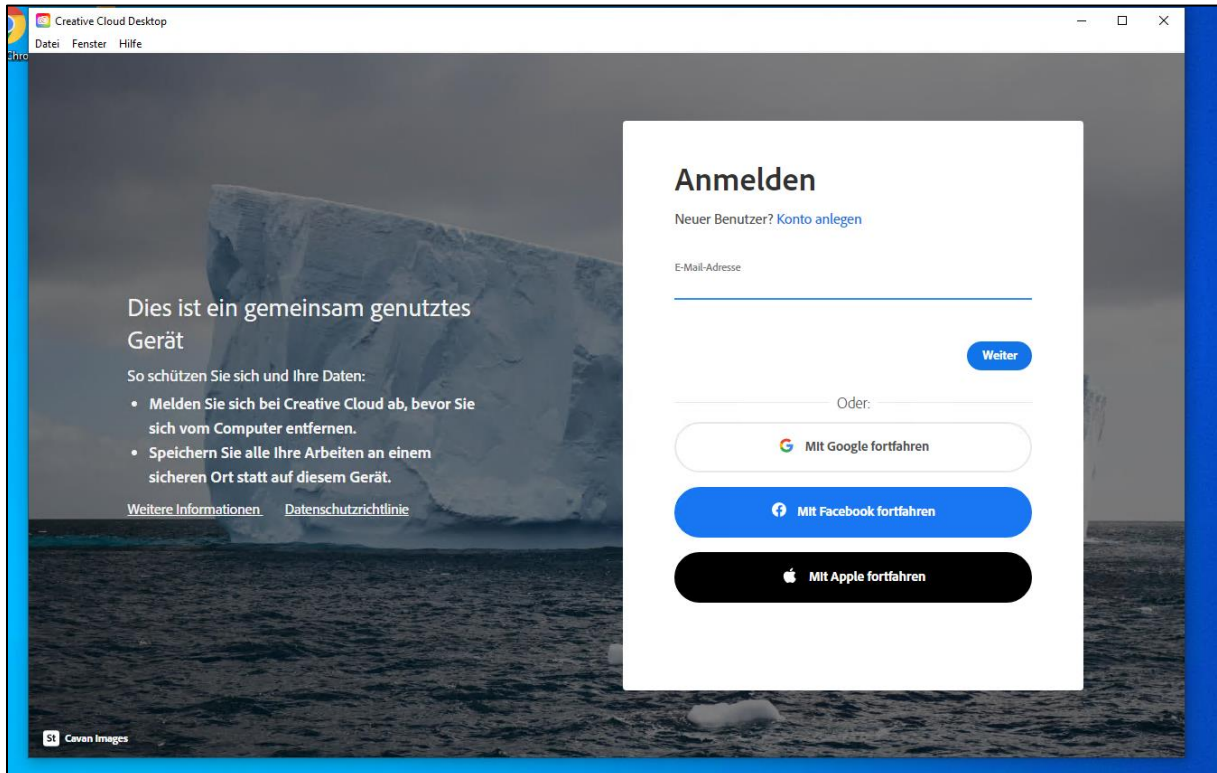 Creative Cloud Desktop
Datei Fenster Hilfe
Dies ist ein gemeinsam genutztes
Gerät
So schützen Sie sich und Ihre Daten:
• Melden Sie sich bei Creative Cloud ab, bevor Sie
sich vom Computer entfernen.
• Speichern Sie alle Ihre Arbeiten an einem
sicheren Ort statt auf diesem Gerät.
Weitere Informationen Datenschutzrichtlinie
St Cavan Images
Anmelden
Neuer Benutzer? Konto anlegen
E-Mail-Adresse
Weiter
Oder:
Mit Google fortfahren
Mit Facebook fortfahren
Mit Apple fortfahren